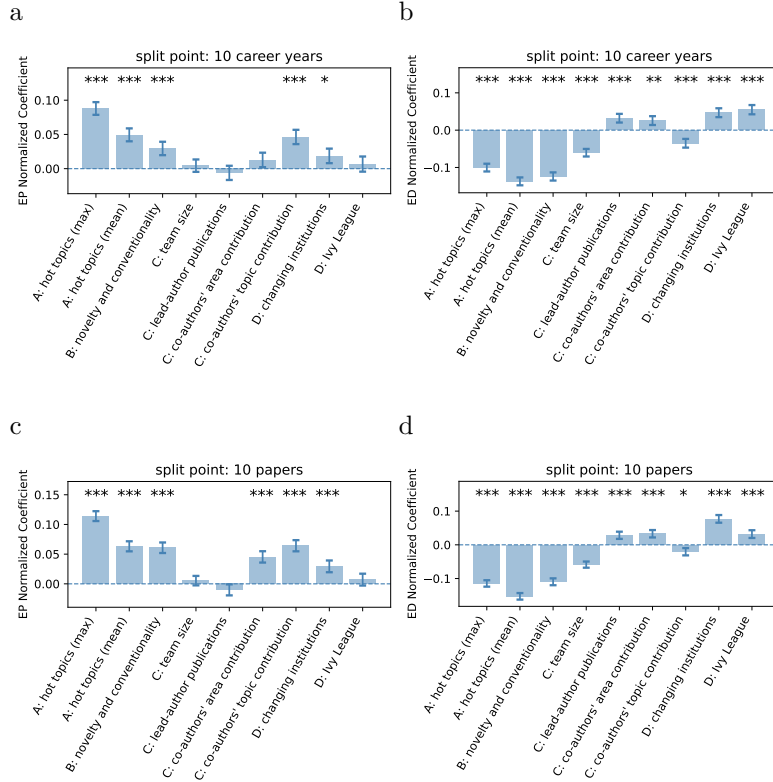 a
split point: 10 career years
*** *** *** *** *
EP Normalized Coefficient
0.10
0.05
0.00
A: hot topics (max)
A: hot topics (mean)
B: novelty and conventionality
C: team size
C: lead-author publications
C: co-authors' area contribution
C: co-authors' topic contribution
D: changing institutions
D: Ivy League
b
split point: 10 career years
*** *** *** *** *** ** *** *** ***
ED Normalized Coefficient
0.1
0.0
−0.1
A: hot topics (max)
A: hot topics (mean)
B: novelty and conventionality
C: team size
C: lead-author publications
C: co-authors' area contribution
C: co-authors' topic contribution
D: changing institutions
D: Ivy League
c
split point: 10 papers
*** *** *** *** *** ***
EP Normalized Coefficient
0.15
0.10
0.05
0.00
A: hot topics (max)
A: hot topics (mean)
B: novelty and conventionality
C: team size
C: lead-author publications
C: co-authors' area contribution
C: co-authors' topic contribution
D: changing institutions
D: Ivy League
d
split point: 10 papers
*** *** *** *** *** *** * *** ***
ED Normalized Coefficient
0.1
0.0
−0.1
A: hot topics (max)
A: hot topics (mean)
B: novelty and conventionality
C: team size
C: lead-author publications
C: co-authors' area contribution
C: co-authors' topic contribution
D: changing institutions
D: Ivy League